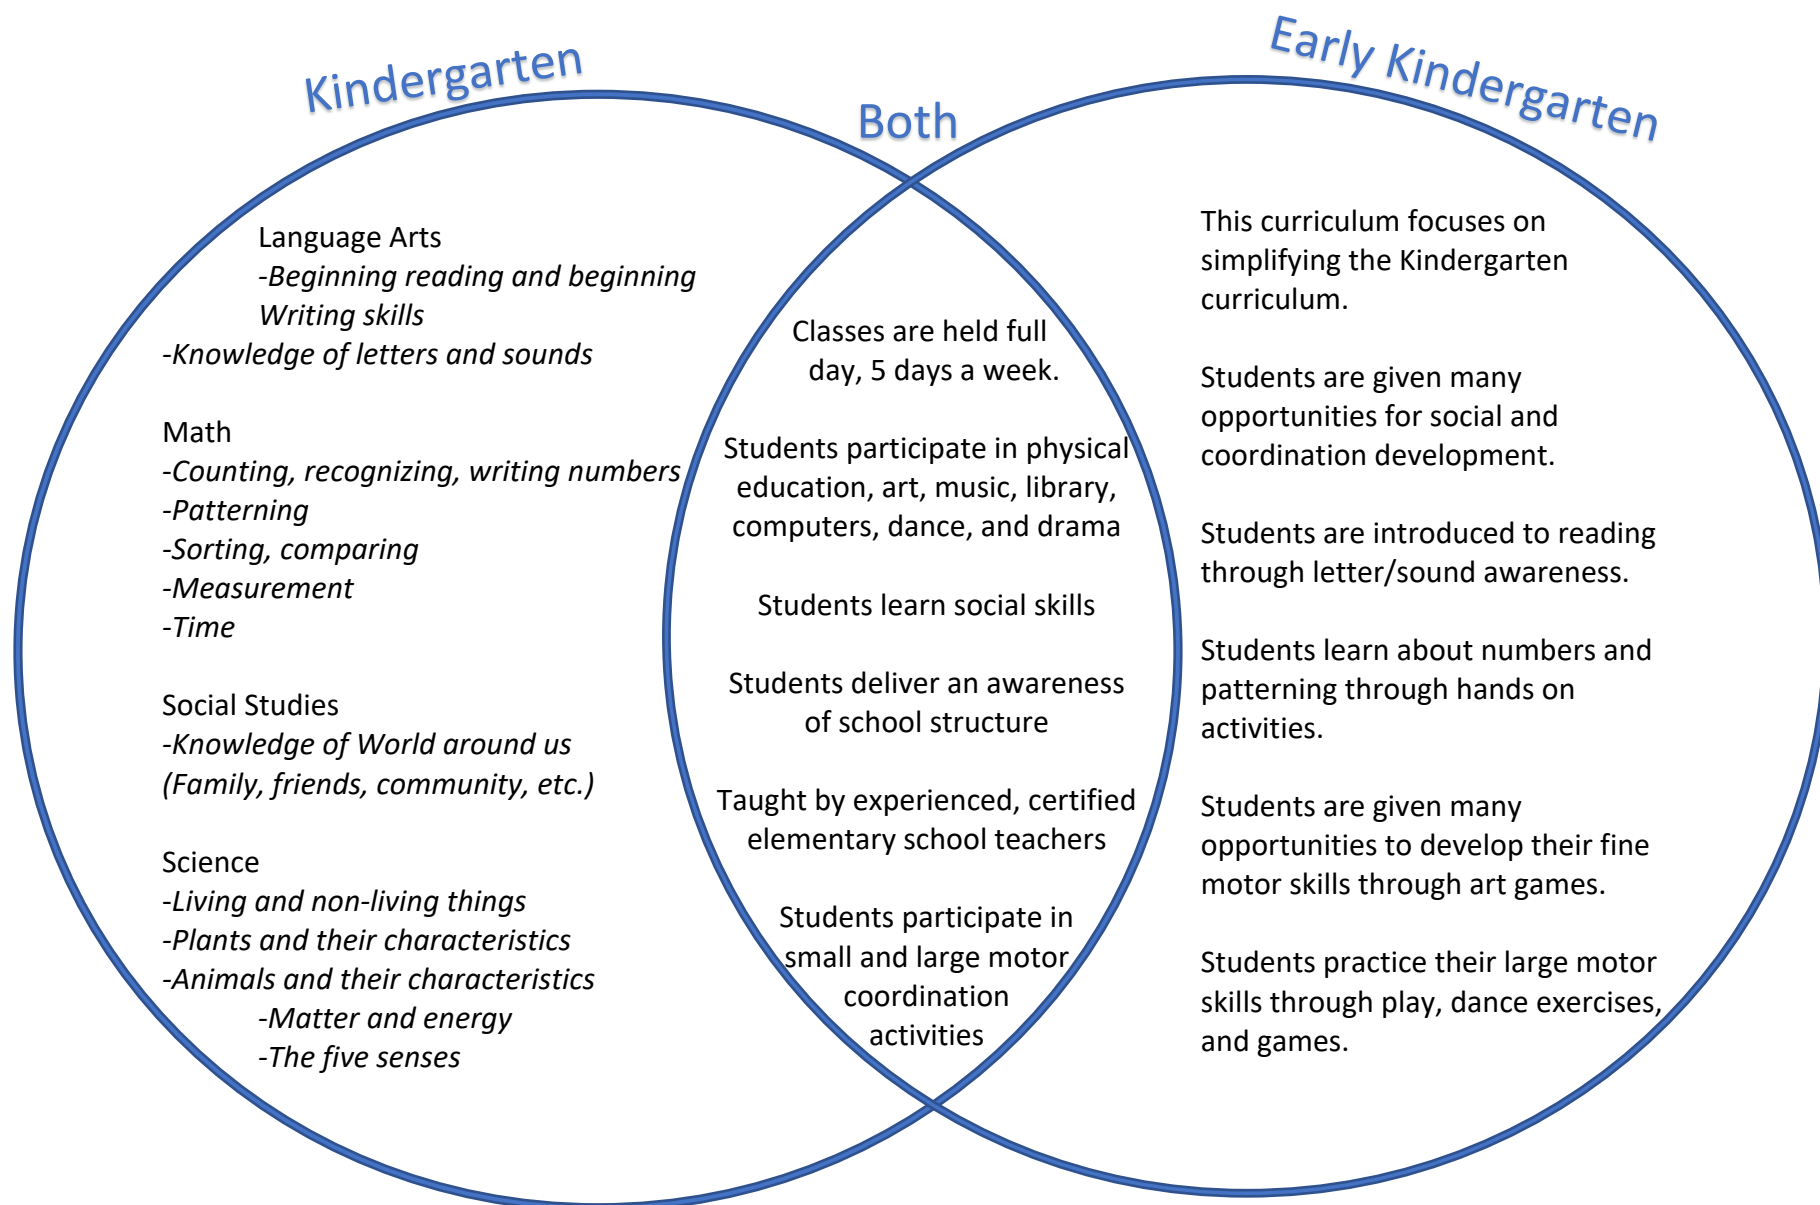 Kindergarten
Both
Early Kindergarten
Language Arts
-Beginning reading and beginning
Writing skills
-Knowledge of letters and sounds
Math
-Counting, recognizing, writing numbers
-Patterning
-Sorting, comparing
-Measurement
-Time
Social Studies
-Knowledge of World around us
(Family, friends, community, etc.)
Science
-Living and non-living things
-Plants and their characteristics
-Animals and their characteristics
-Matter and energy
-The five senses
Classes are held full
day, 5 days a week.
Students participate in physical
education, art, music, library,
computers, dance, and drama
Students learn social skills
Students deliver an awareness
of school structure
Taught by experienced, certified
elementary school teachers
Students participate in
small and large motor
coordination
activities
This curriculum focuses on
simplifying the Kindergarten
curriculum.
Students are given many
opportunities for social and
coordination development.
Students are introduced to reading
through letter/sound awareness.
Students learn about numbers and
patterning through hands on
activities.
Students are given many
opportunities to develop their fine
motor skills through art games.
Students practice their large motor
skills through play, dance exercises,
and games.